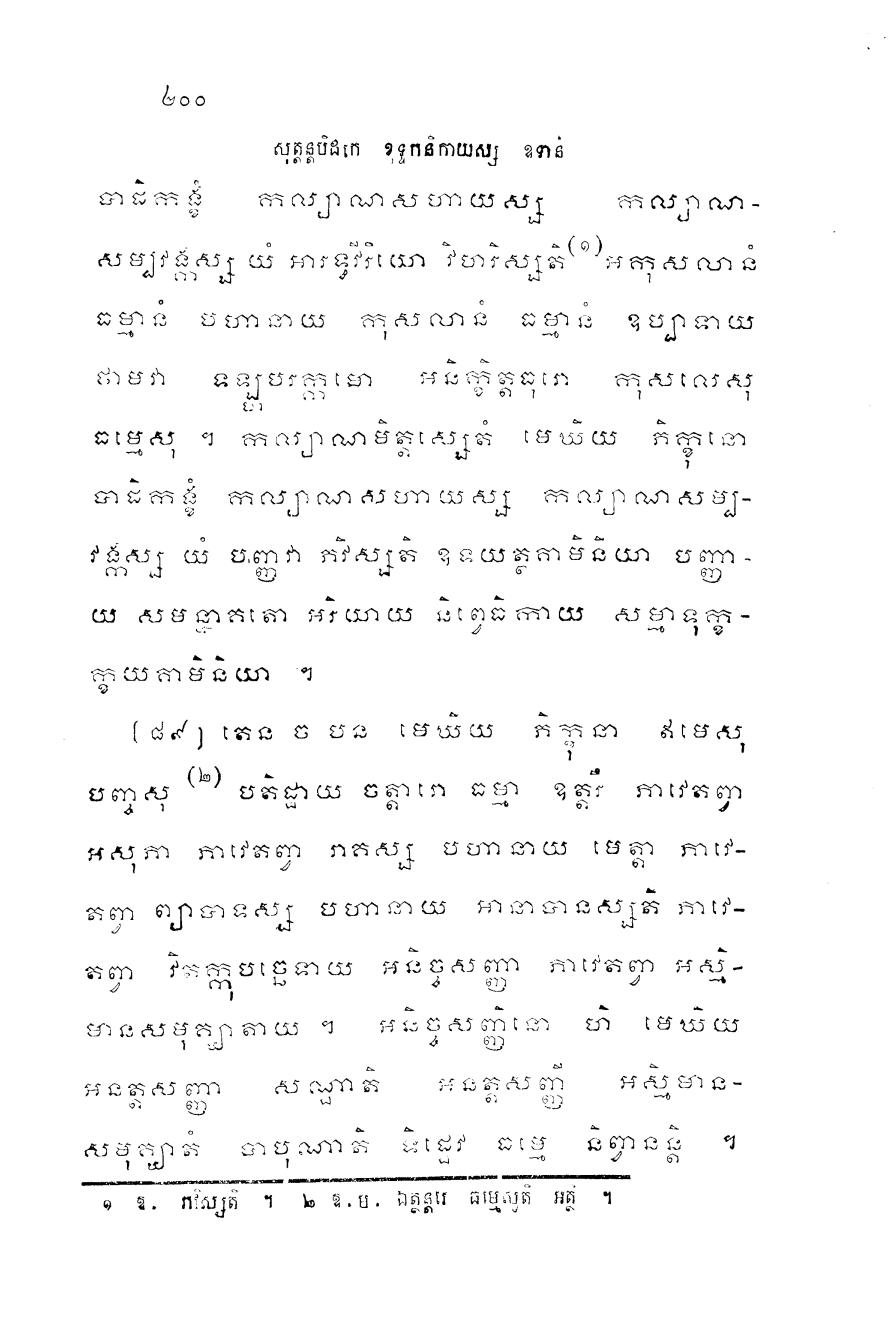 ២០០
សុត្តន្តបិដកេ ខុទ្ទកនិកាយស្ស ឧទានំ
បាដិកង្ខំ កល្យាណសហាយស្ស កល្យាណ-
សម្បវង្កស្ស យំ អារទ្ធវីរិយោ វិហរិស្សតិ(១)អកុសលានំ
ធម្មានំ បហានាយ កុសលានំ ធម្មានំ ឧប្បាទាយ
ថាមវា ទឡ្ហបរក្កមោ អនិក្ខិត្តធុរោ កុសលេសុ
ធម្មេសុ ។ កល្យាណមិត្តស្សេតំ មេឃិយ ភិក្ខុនោ
បាដិកង្ខំ កល្យាណសហាយស្ស កល្យាណសម្ប-
វង្កស្ស យំ បញ្ញវា ភវិស្សតិ ឧទយត្ថគាមិនិយា បញ្ញា-
យ សមន្នាគតោ អរិយាយ និព្វេធិកាយ សម្មាទុក្ខ-
ក្ខយគាមិនិយា ។
[៨៩] តេន ច បន មេឃិយ ភិក្ខុនា ឥមេសុ
បញ្ចសុ (២) បតិដ្ឋាយ ចត្តារោ ធម្មា ឧត្តរឹ ភាវេតព្វា
អសុភា ភាវេតព្វា រាគស្ស បហានាយ មេត្តា ភាវេ-
តព្វា ព្យាបាទស្ស បហានាយ អានាបានស្សតិ ភាវេ-
តព្វា វិតក្កុបច្ឆេទាយ អនិច្ចសញ្ញា ភាវេតព្វា អស្មិ-
មានសមុគ្ឃាតាយ ។ អនិច្ចសញ្ញិនោ ហិ មេឃិយ
អនត្តសញ្ញា សណ្ឋាតិ អនត្តសញ្ញី អស្មិមាន-
សមុគ្ឃាតំ បាបុណាតិ ទិដ្ឋេវ ធម្មេ និព្វានន្តិ ។
១ ឱ. រាវិស្សតិ ។ ២ ឱ.ប. ឯត្ថន្តរេ ធម្មេសូតិ អត្ថិ ។